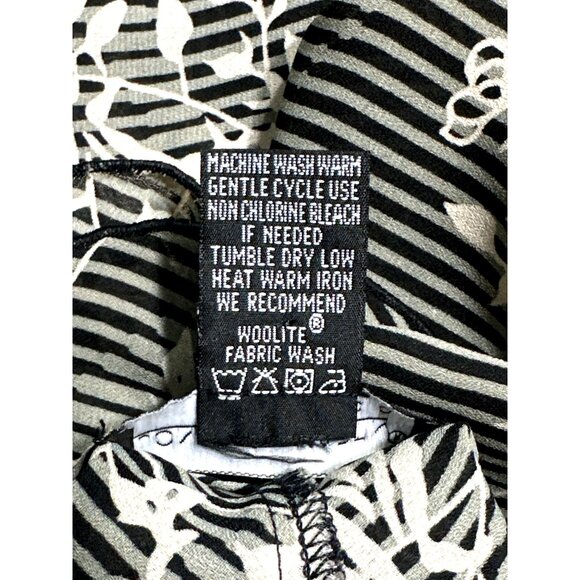 MACHINE WASH WARM
GENTLE CYCLE USE
NON CHLORINE BLEACH
IF NEEDED
TUMBLE DRY LOW
HEAT WARM IRON
WE RECOMMEND
WOOLITE®
FABRIC WASH